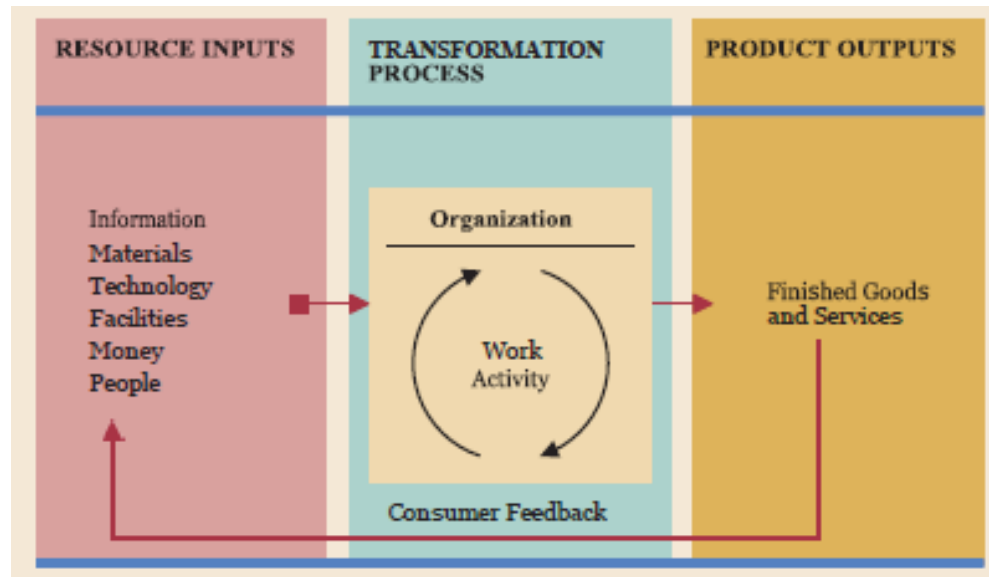 RESOURCE INPUTS
TRANSFORMATION
PROCESS
PRODUCT OUTPUTS
Information
Materials
Technology
Facilities
Money
People
Organization
Work
Activity
Consumer Feedback
Finished Goods
and Services